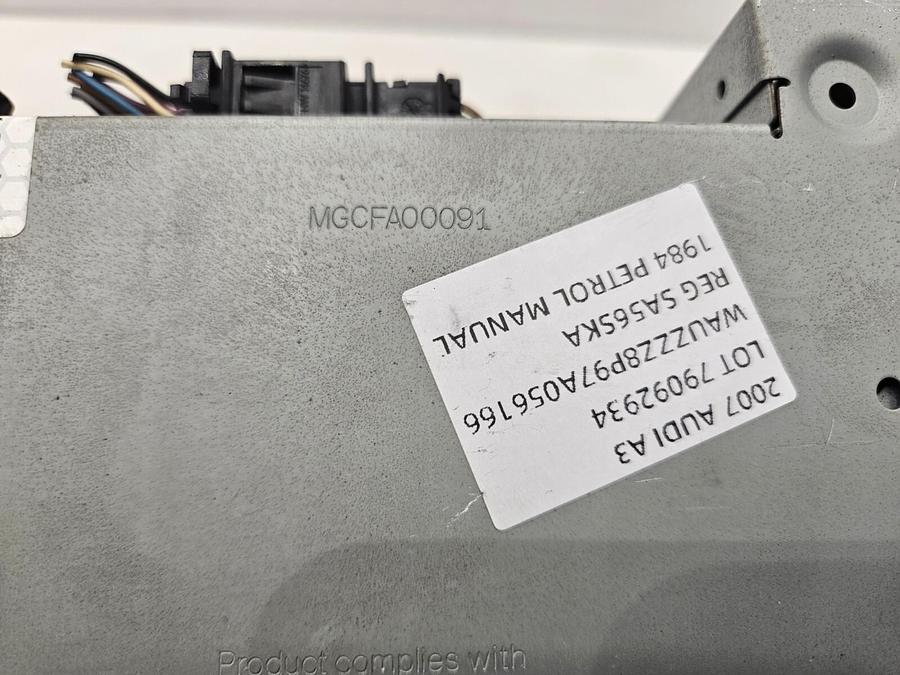 MGCFA00091
2007 AUDI A3
LOT 79092934
WAUZZZ8P97A056166
REG SA56SKA
1984 PETROL MANUAL
Product complies with